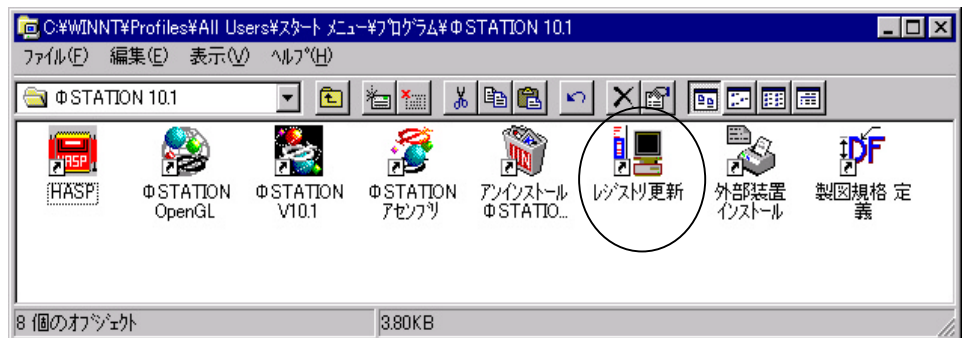 C:¥WINNT¥Profiles¥All Users¥スタート メニュー¥プログラム¥ΦSTATION 10.1
ファイル(F) 編集(E) 表示(V) ヘルプ(H)
ΦSTATION 10.1
HASP
HASP
ΦSTATION
OpenGL
ΦSTATION
V10.1
ΦSTATION
アセンブリ
UN
アンインストール
ΦSTATIO...
レジストリ更新
外部装置
インストール
DF
製図規格 定
義
8 個のオブジェクト
3.80KB